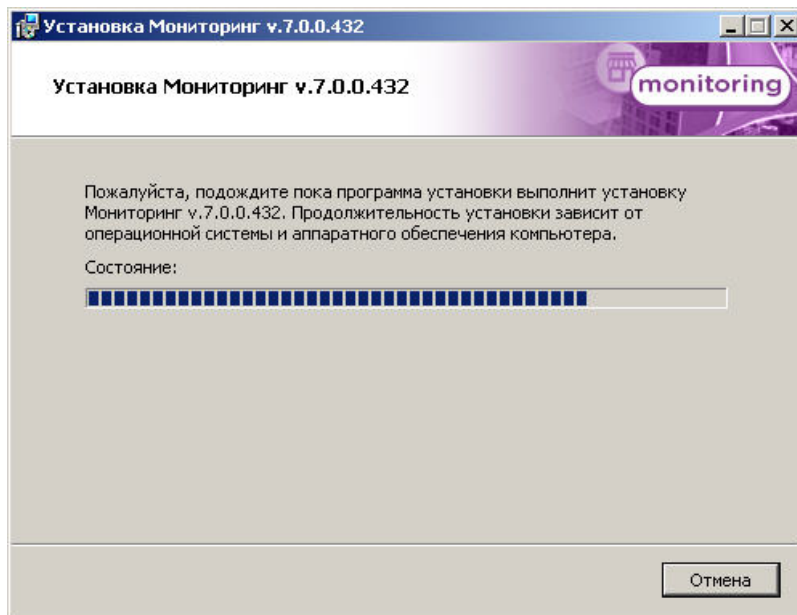 Установка Мониторинг v.7.0.0.432
Установка Мониторинг v.7.0.0.432
monitoring
Пожалуйста, подождите пока программа установки выполнит установку
Мониторинг v.7.0.0.432. Продолжительность установки зависит от
операционной системы и аппаратного обеспечения компьютера.
Состояние:
Отмена